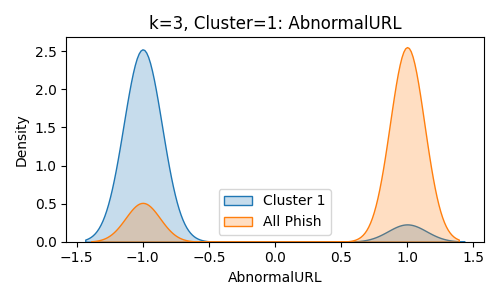 k=3, Cluster=1: AbnormalURL
Density
2.5
2.0
1.5
1.0
0.5
0.0
Cluster 1
All Phish
−1.5 −1.0 −0.5 0.0 0.5 1.0 1.5
AbnormalURL